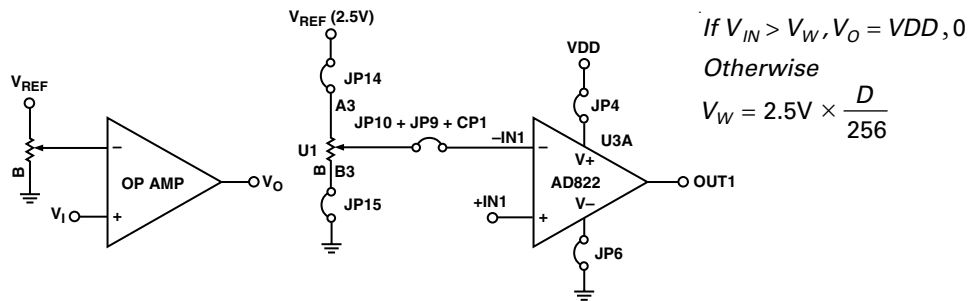 V_REF
B
−
OP AMP
V_O
V_I
+
V_REF (2.5V)
JP14
A3
JP10 + JP9 + CP1
U1
B
B3
JP15
−IN1
VDD
JP4
−
V+
U3A
AD822
OUT1
+IN1
V−
+
JP6
If V_IN > V_W, V_O = VDD, 0
Otherwise
V_W = 2.5V × D/256